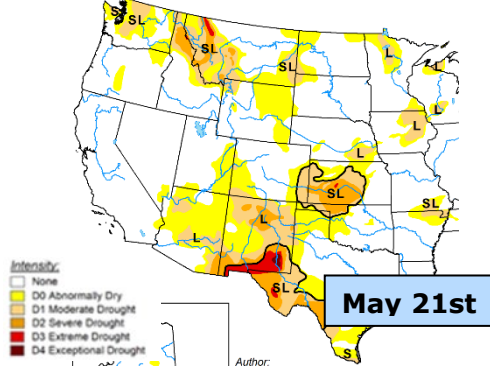 S
SL
SL
SL
L
L
L
L
L
SL
SL
L
L
SL
S
Intensity:
None
D0 Abnormally Dry
D1 Moderate Drought
D2 Severe Drought
D3 Extreme Drought
D4 Exceptional Drought
May 21st
Author: